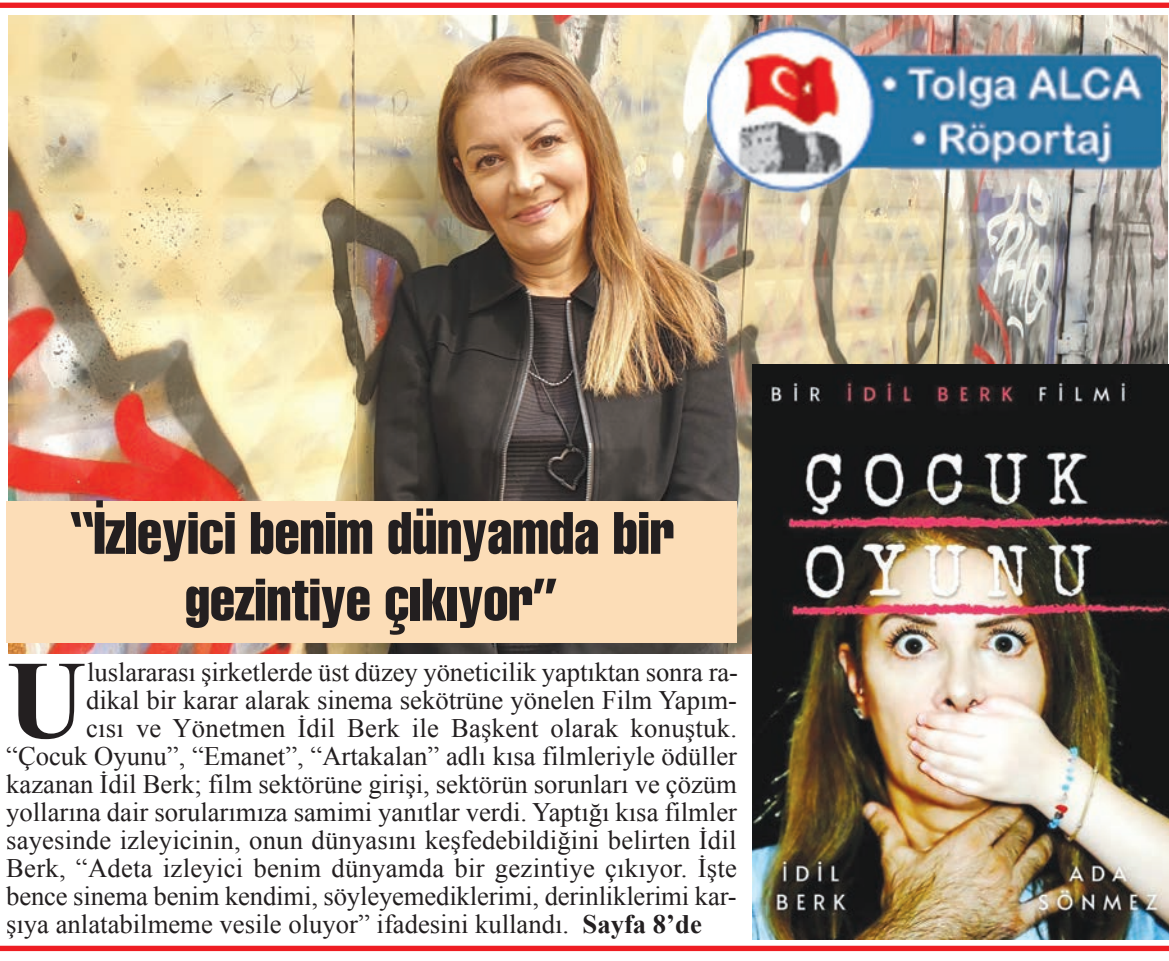 • Tolga ALCA
• Röportaj
BİR İDİL BERK FİLMİ
ÇOCUK
OYUNU
İDİL
BERK
ADA
SÖNMEZ
“İzleyici benim dünyamda bir
gezintiye çıkıyor”
Uluslararası şirketlerde üst düzey yöneticilik yaptıktan sonra ra-
dikal bir karar alarak sinema sekötrüne yönelen Film Yapım-
cısı ve Yönetmen İdil Berk ile Başkent olarak konuştuk.
“Çocuk Oyunu”, “Emanet”, “Artakalan” adlı kısa filmleriyle ödüller
kazanan İdil Berk; film sektörüne girişi, sektörün sorunları ve çözüm
yollarına dair sorularımıza samimi yanıtlar verdi. Yaptığı kısa filmler
sayesinde izleyicinin, onun dünyasını keşfedebildiğini belirten İdil
Berk, “Adeta izleyici benim dünyamda bir gezintiye çıkıyor. İşte
bence sinema benim kendimi, söyleyemediklerimi, derinliklerimi kar-
şıya anlatabilmeme vesile oluyor” ifadesini kullandı. Sayfa 8’de